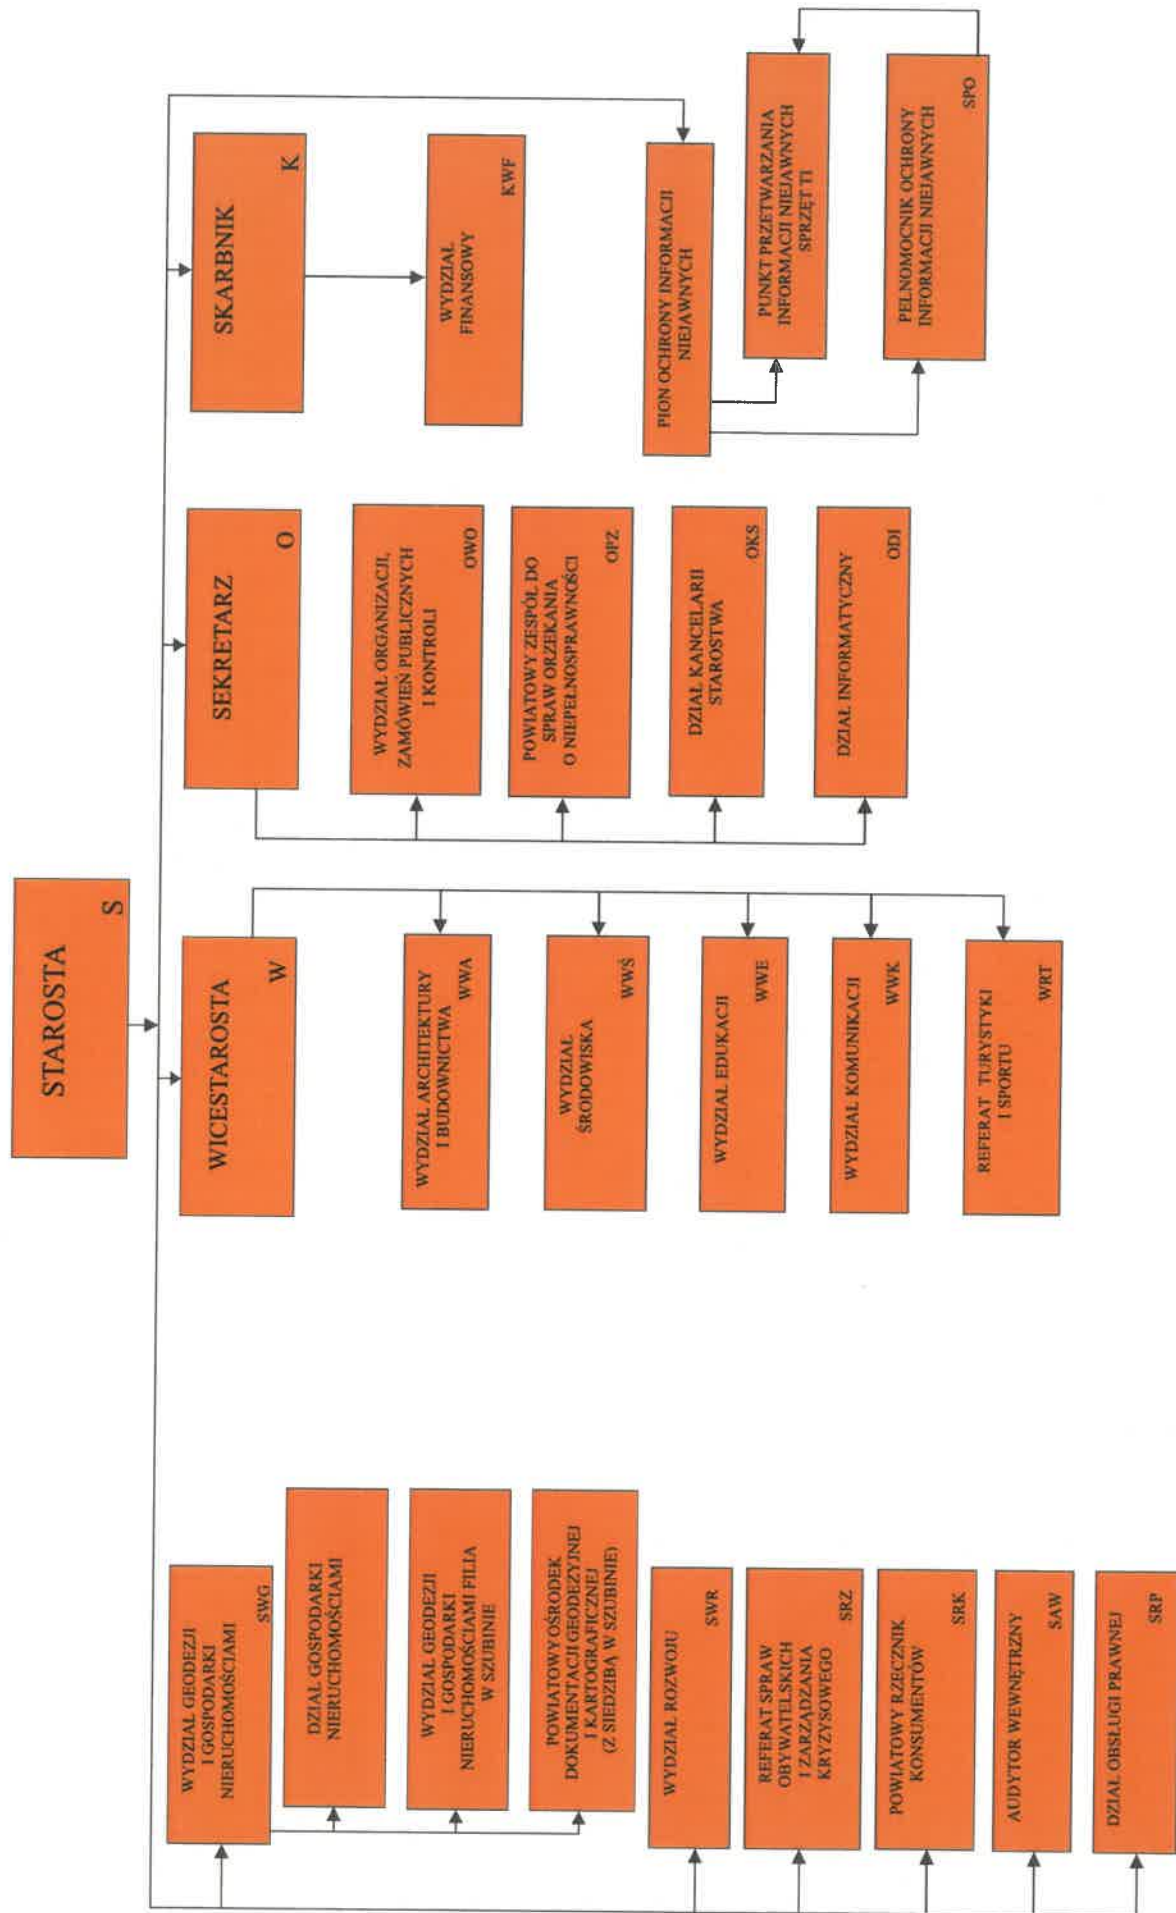 STAROSTA
S
WYDZIAŁ GEODEZJI
I GOSPODARKI
NIERUCHOMOŚCIAMI
SWG
DZIAŁ GOSPODARKI
NIERUCHOMOŚCIAMI
WYDZIAŁ GEODEZJI
I GOSPODARKI
NIERUCHOMOŚCIAMI FILIA
W SZUBINIE
POWIATOWY OŚRODEK
DOKUMENTACJI GEODEZYJNEJ
I KARTOGRAFICZNEJ
(Z SIEDZIBĄ W SZUBINIE)
WYDZIAŁ ROZWOJU
SWR
REFERAT SPRAW
OBYWATELSKICH
I ZARZĄDZANIA
KRYZYSOWEGO
SRZ
POWIATOWY RZECZNIK
KONSUMENTÓW
SRK
AUDYTOR WEWNĘTRZNY
SAW
DZIAŁ OBSŁUGI PRAWNEJ
SRP
WICESTAROSTA
W
WYDZIAŁ ARCHITEKTURY
I BUDOWNICTWA
WWA
WYDZIAŁ
ŚRODOWISKA
WWŚ
WYDZIAŁ EDUKACJI
WWE
WYDZIAŁ KOMUNIKACJI
WWK
REFERAT TURYSTYKI
I SPORTU
WRT
SEKRETARZ
O
WYDZIAŁ ORGANIZACJI,
ZAMÓWIEŃ PUBLICZNYCH
I KONTROLI
OWO
POWIATOWY ZESPÓŁ DO
SPRAW ORZEKANIA
O NIEPEŁNOSPRAWNOŚCI
OPZ
DZIAŁ KANCELARII
STAROSTWA
OKS
DZIAŁ INFORMATYCZNY
ODI
SKARBNIK
K
WYDZIAŁ
FINANSOWY
KWF
PION OCHRONY INFORMACJI
NIEJAWNYCH
PUNKT PRZETWARZANIA
INFORMACJI NIEJAWNYCH
SPRZĘT TI
PEŁNOMOCNIK OCHRONY
INFORMACJI NIEJAWNYCH
SPO